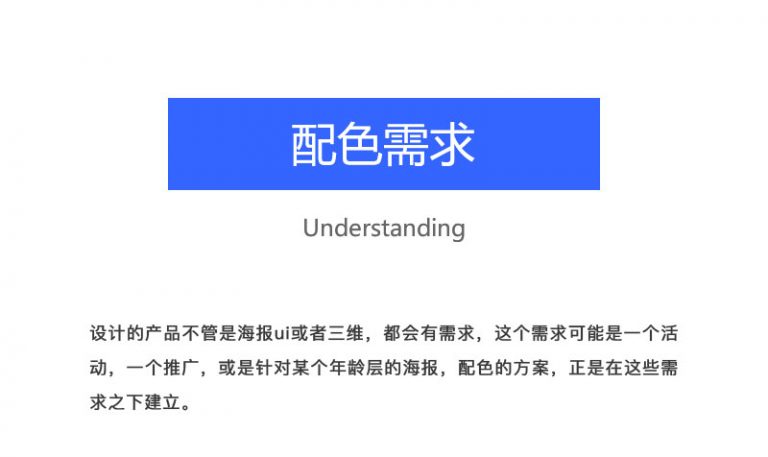 配色需求
Understanding
设计的产品不管是海报ui或者三维，都会有需求，这个需求可能是一个活
动，一个推广，或是针对某个年龄层的海报，配色的方案，正是在这些需
求之下建立。